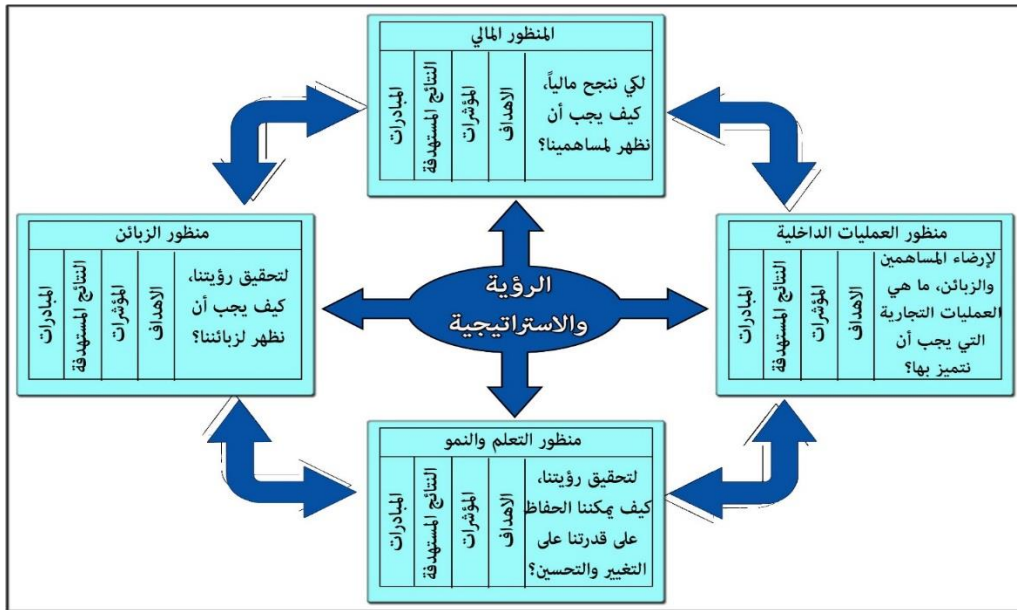 المنظور المالي
لكي ننجح مالياً،
كيف يجب أن
نظهر لمساهمينا؟
الاهداف
المؤشرات
النتائج المستهدفة
المبادرات
منظور العمليات الداخلية
لإرضاء المساهمين
والزبائن، ما هي
العمليات التجارية
التي يجب أن
نتميز بها؟
الاهداف
المؤشرات
النتائج المستهدفة
المبادرات
الرؤية
والاستراتيجية
منظور الزبائن
لتحقيق رؤيتنا،
كيف يجب أن
نظهر لزبائننا؟
الاهداف
المؤشرات
النتائج المستهدفة
المبادرات
منظور التعلم والنمو
لتحقيق رؤيتنا،
كيف يمكننا الحفاظ
على قدرتنا على
التغيير والتحسين؟
الاهداف
المؤشرات
النتائج المستهدفة
المبادرات